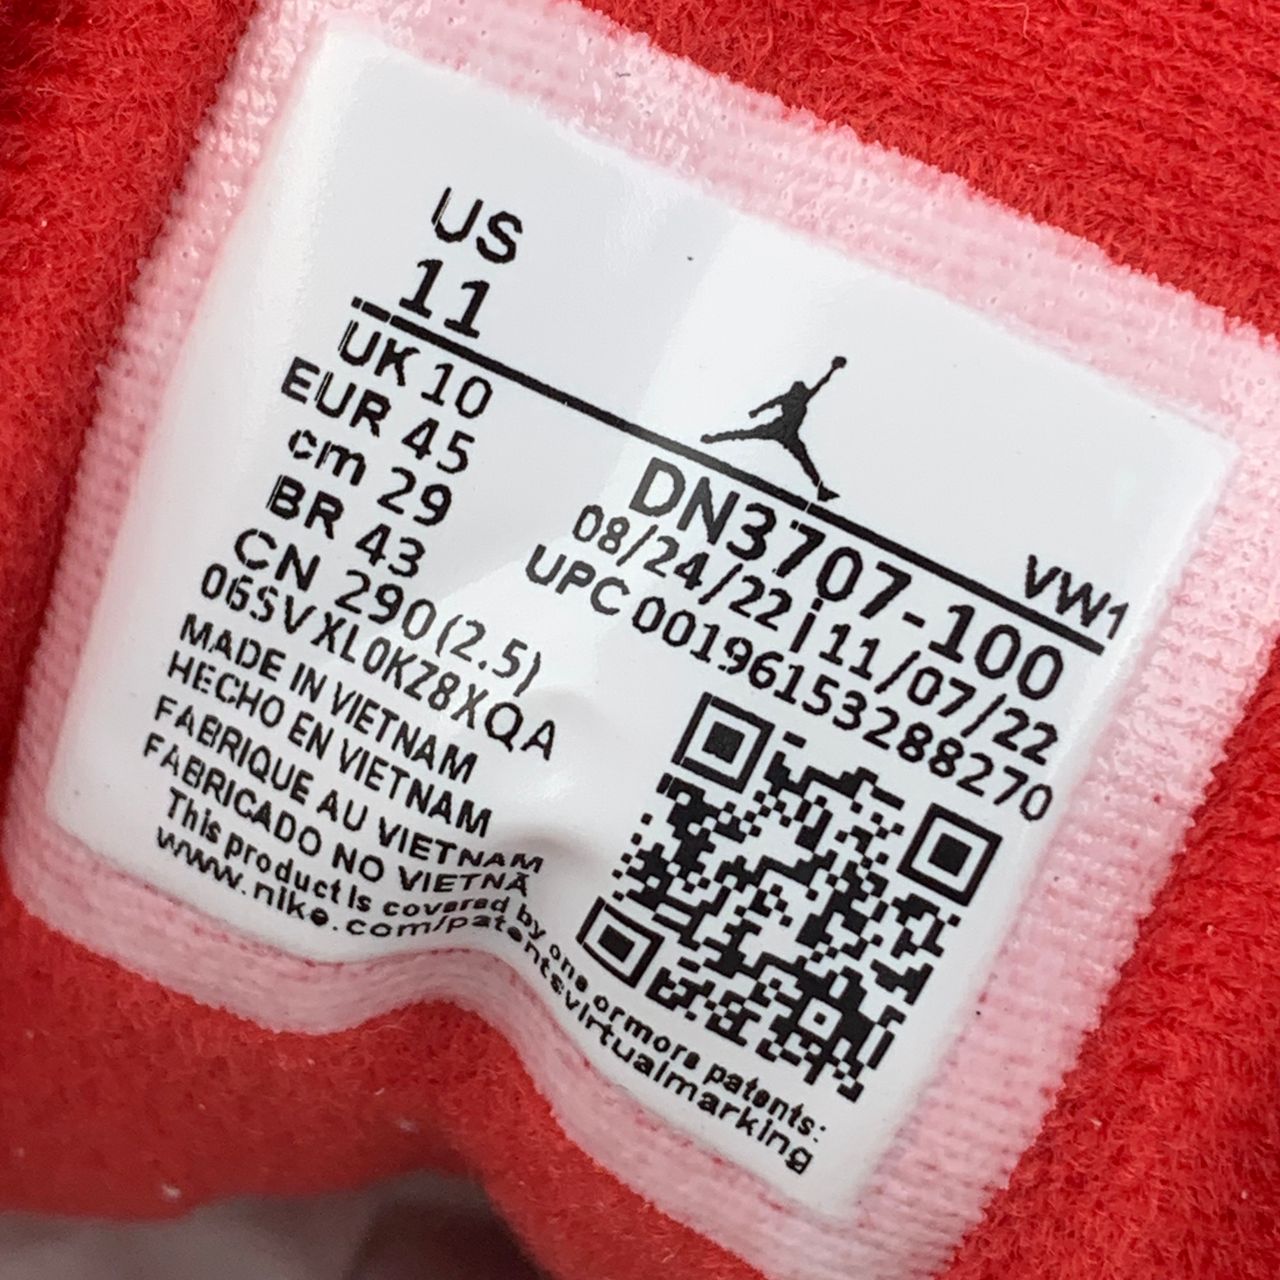 US
11
UK 10
EUR 45
cm 29
BR 43
CN 290 (2.5)
06SVXL0KZ8XQA
MADE IN VIETNAM
HECHO EN VIETNAM
FABRIQUE AU VIETNAM
FABRICADO NO VIETNÃ
This product is covered by one or more patents:
www.nike.com/patentsvirtualmarking
VW1
DN3707-100
08/24/22 | 11/07/22
UPC 00196153288270